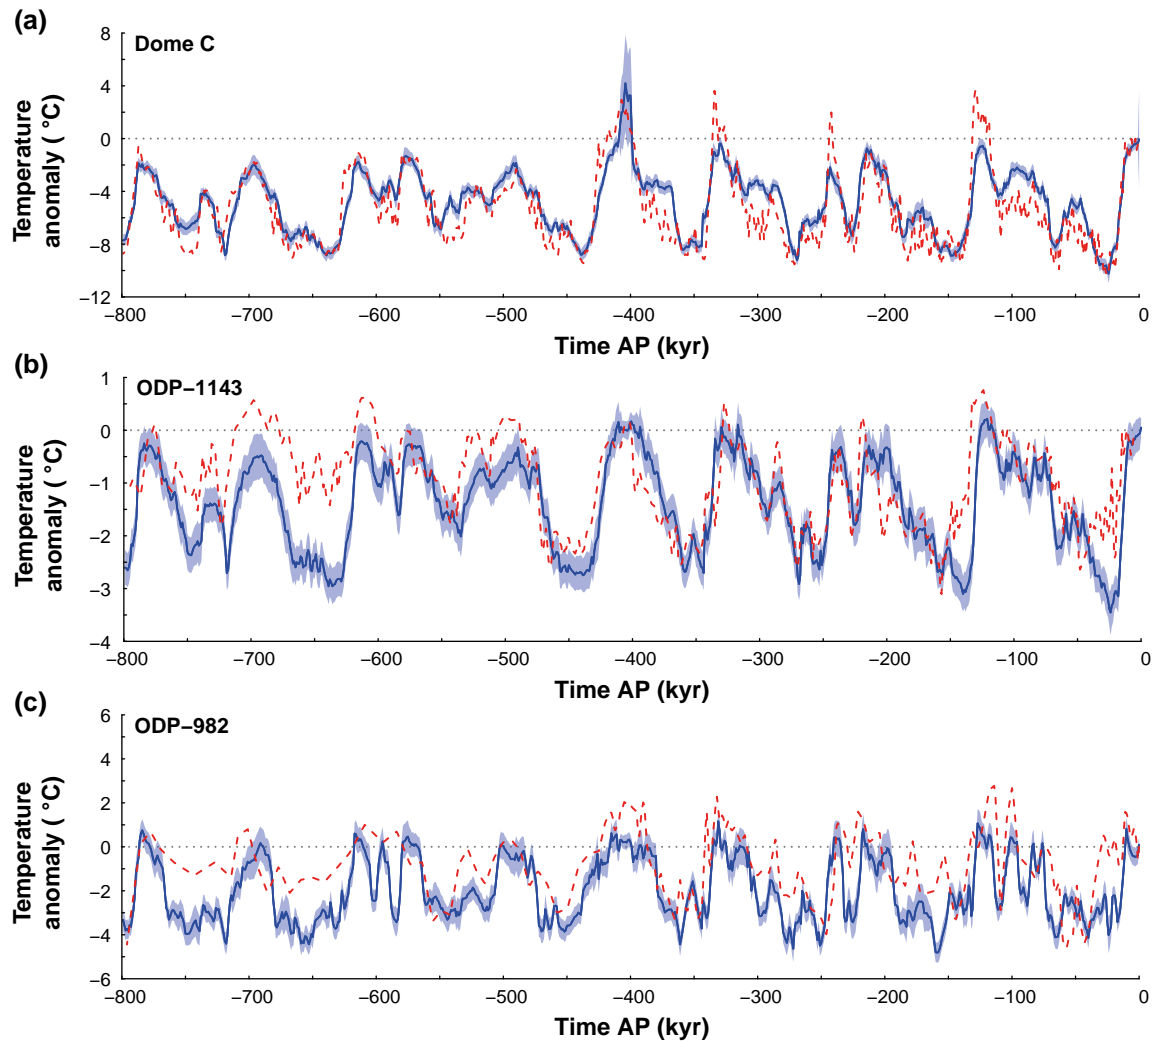 (a)
Dome C
8
4
0
−4
−8
−12
Temperature
anomaly ( °C)
−800 −700 −600 −500 −400 −300 −200 −100 0
Time AP (kyr)
(b)
ODP−1143
1
0
−1
−2
−3
−4
Temperature
anomaly ( °C)
−800 −700 −600 −500 −400 −300 −200 −100 0
Time AP (kyr)
(c)
ODP−982
6
4
2
0
−2
−4
−6
Temperature
anomaly ( °C)
−800 −700 −600 −500 −400 −300 −200 −100 0
Time AP (kyr)